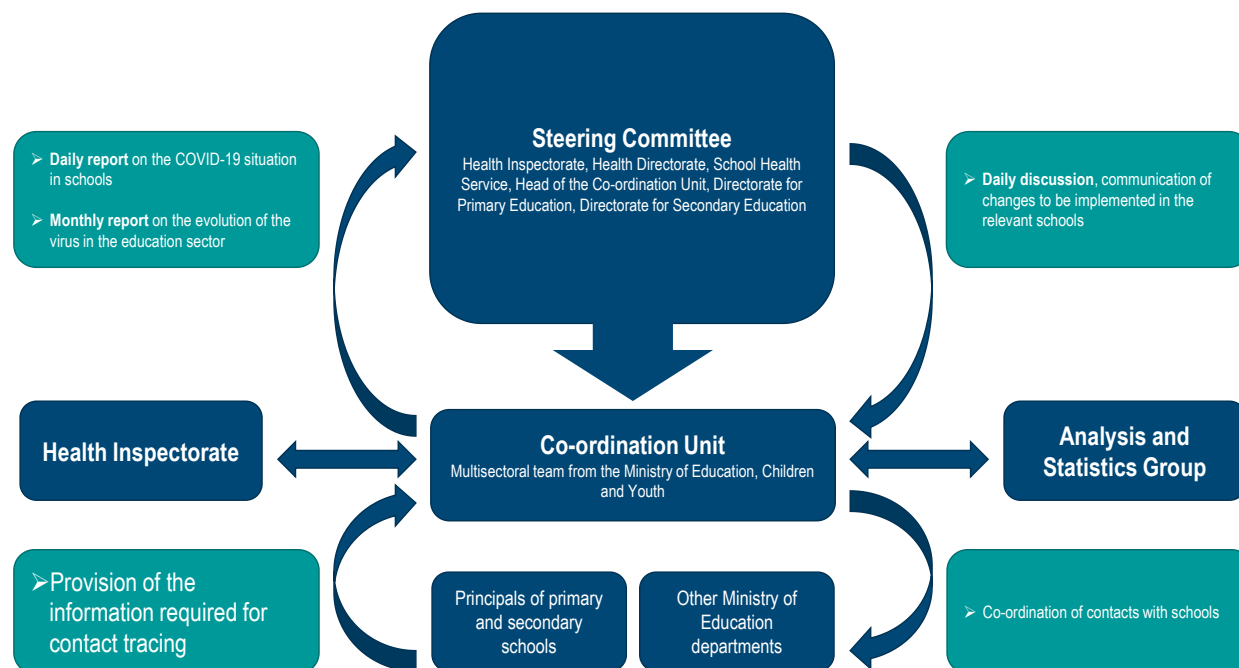 Steering Committee
Health Inspectorate, Health Directorate, School Health
Service, Head of the Co-ordination Unit, Directorate for
Primary Education, Directorate for Secondary Education
➢ Daily report on the COVID-19 situation
in schools
➢ Monthly report on the evolution of the
virus in the education sector
➢ Daily discussion, communication of
changes to be implemented in the
relevant schools
Health Inspectorate
Co-ordination Unit
Multisectoral team from the Ministry of Education, Children
and Youth
Analysis and
Statistics Group
➢Provision of the
information required for
contact tracing
Principals of primary
and secondary
schools
Other Ministry of
Education
departments
➢ Co-ordination of contacts with schools